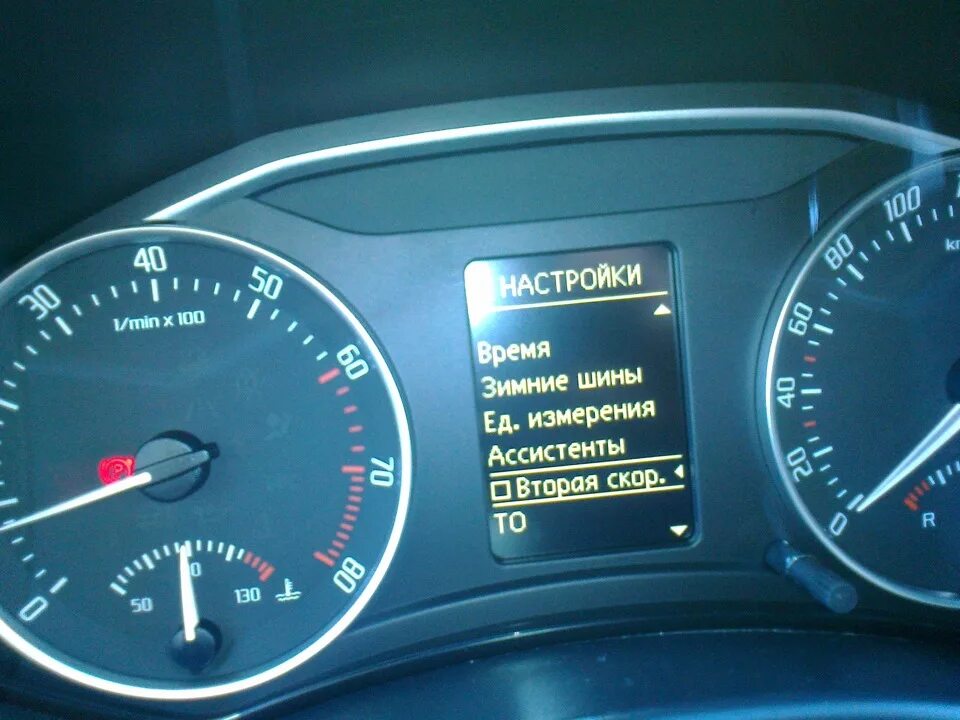 НАСТРОЙКИ
Время
Зимние шины
Ед. измерения
Ассистенты
Вторая скор.
ТО
0
30
40
50
60
70
80
1/min x 100
50
130
0
20
40
60
80
100
R